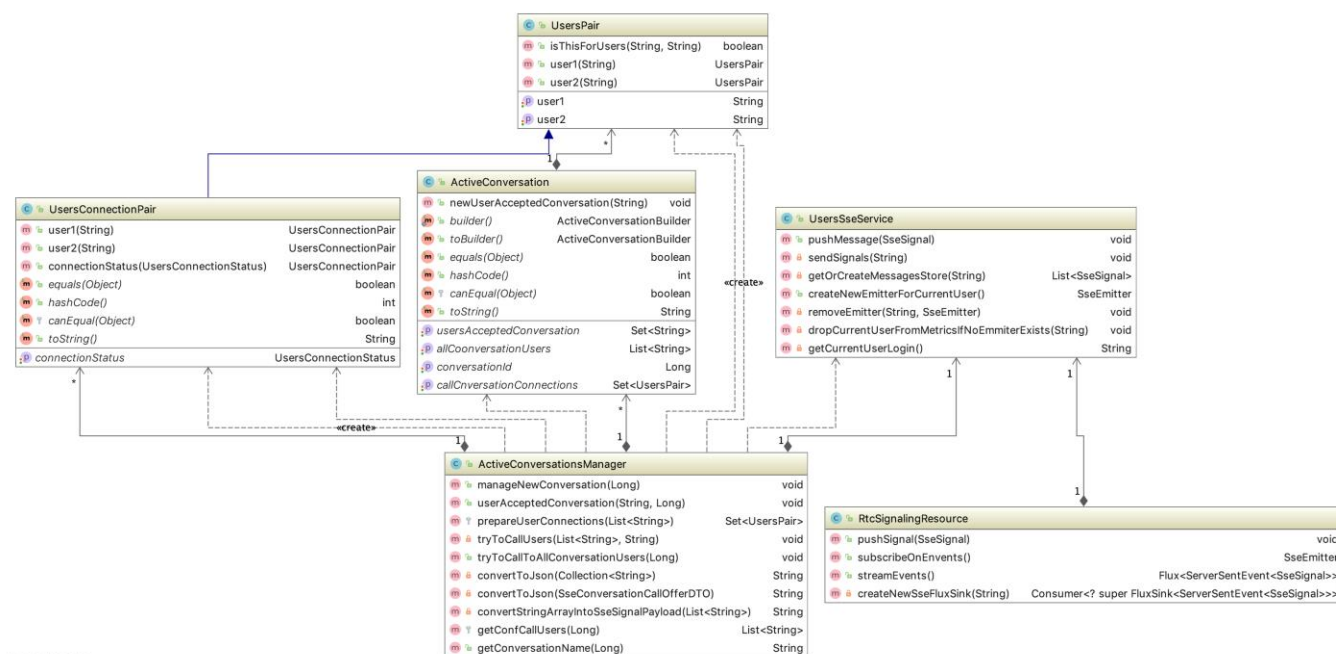 UsersPair
isThisForUsers(String, String) boolean
user1(String) UsersPair
user2(String) UsersPair
user1 String
user2 String
*
1
ActiveConversation
newUserAcceptedConversation(String) void
builder() ActiveConversationBuilder
toBuilder() ActiveConversationBuilder
equals(Object) boolean
hashCode() int
canEqual(Object) boolean
toString() String
usersAcceptedConversation Set<String>
allCoonversationUsers List<String>
conversationId Long
callCnversationConnections Set<UsersPair>
UsersConnectionPair
user1(String) UsersConnectionPair
user2(String) UsersConnectionPair
connectionStatus(UsersConnectionStatus) UsersConnectionPair
equals(Object) boolean
hashCode() int
canEqual(Object) boolean
toString() String
connectionStatus UsersConnectionStatus
UsersSseService
pushMessage(SseSignal) void
sendSignals(String) void
getOrCreateMessagesStore(String) List<SseSignal>
createNewEmitterForCurrentUser() SseEmitter
removeEmitter(String, SseEmitter) void
dropCurrentUserFromMetricsIfNoEmmiterExists(String) void
getCurrentUserLogin() String
«create»
*
*
1
1
«create»
1
1
1
1
ActiveConversationsManager
manageNewConversation(Long) void
userAcceptedConversation(String, Long) void
prepareUserConnections(List<String>) Set<UsersPair>
tryToCallUsers(List<String>, String) void
tryToCallToAllConversationUsers(Long) void
convertToJson(Collection<String>) String
convertToJson(SseConversationCallOfferDTO) String
convertStringArrayIntoSseSignalPayload(List<String>) String
getConfCallUsers(Long) List<String>
getConversationName(Long) String
RtcSignalingResource
pushSignal(SseSignal) void
subscribeOnEnvents() SseEmitter
streamEvents() Flux<ServerSentEvent<SseSignal>>
createNewSseFluxSink(String) Consumer<? super FluxSink<ServerSentEvent<SseSignal>>>